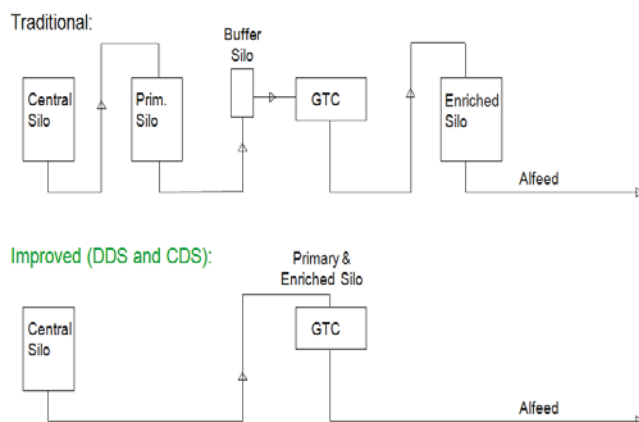 Traditional:
Buffer
Silo
Central
Silo
Prim.
Silo
GTC
Enriched
Silo
Alfeed
Improved (DDS and CDS):
Primary &
Enriched Silo
Central
Silo
GTC
Alfeed